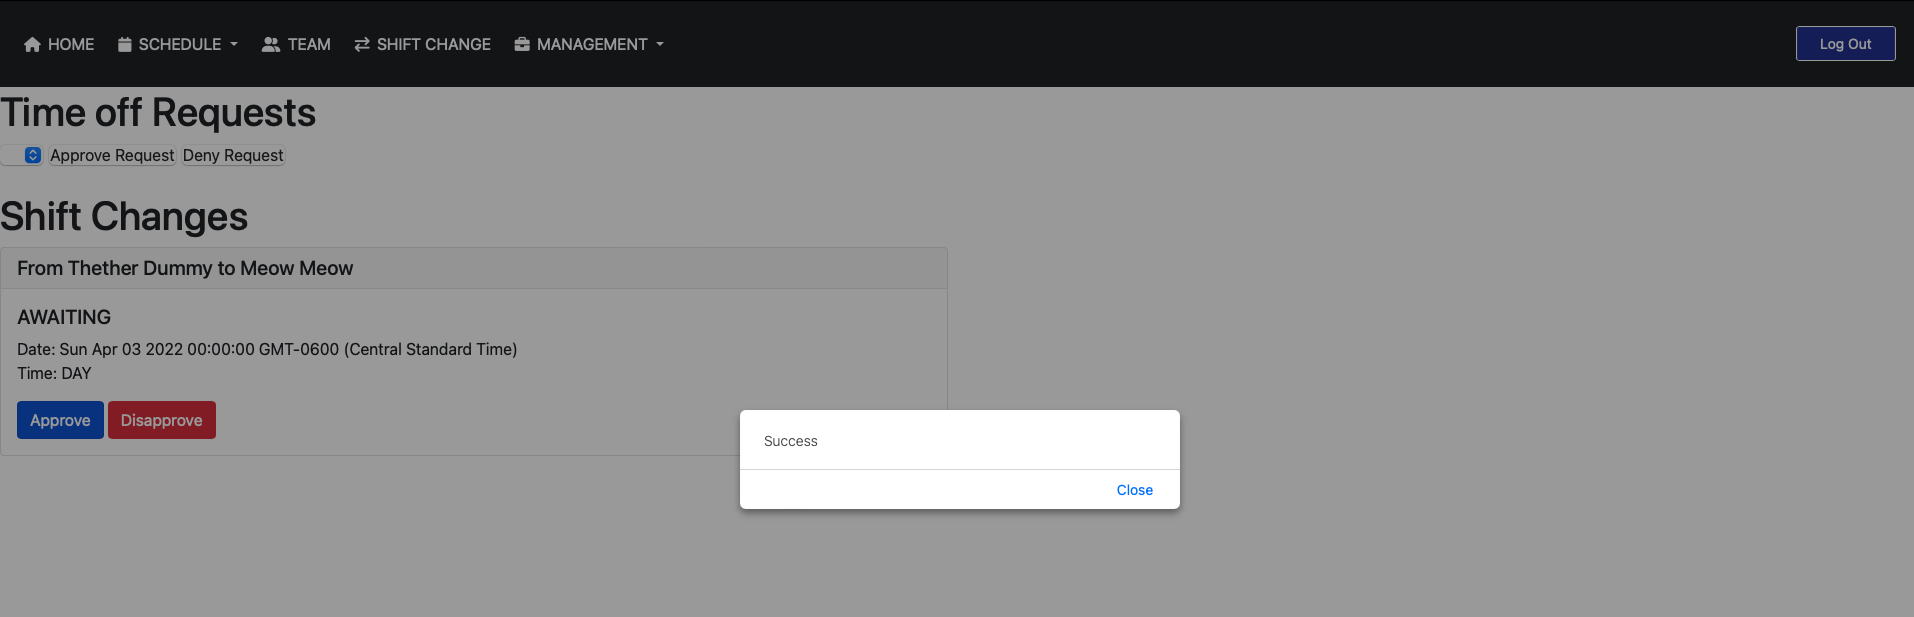 HOME SCHEDULE TEAM SHIFT CHANGE MANAGEMENT Log Out
Time off Requests
Approve Request Deny Request
Shift Changes
From Thether Dummy to Meow Meow
AWAITING
Date: Sun Apr 03 2022 00:00:00 GMT-0600 (Central Standard Time)
Time: DAY
Approve Disapprove
Success
Close